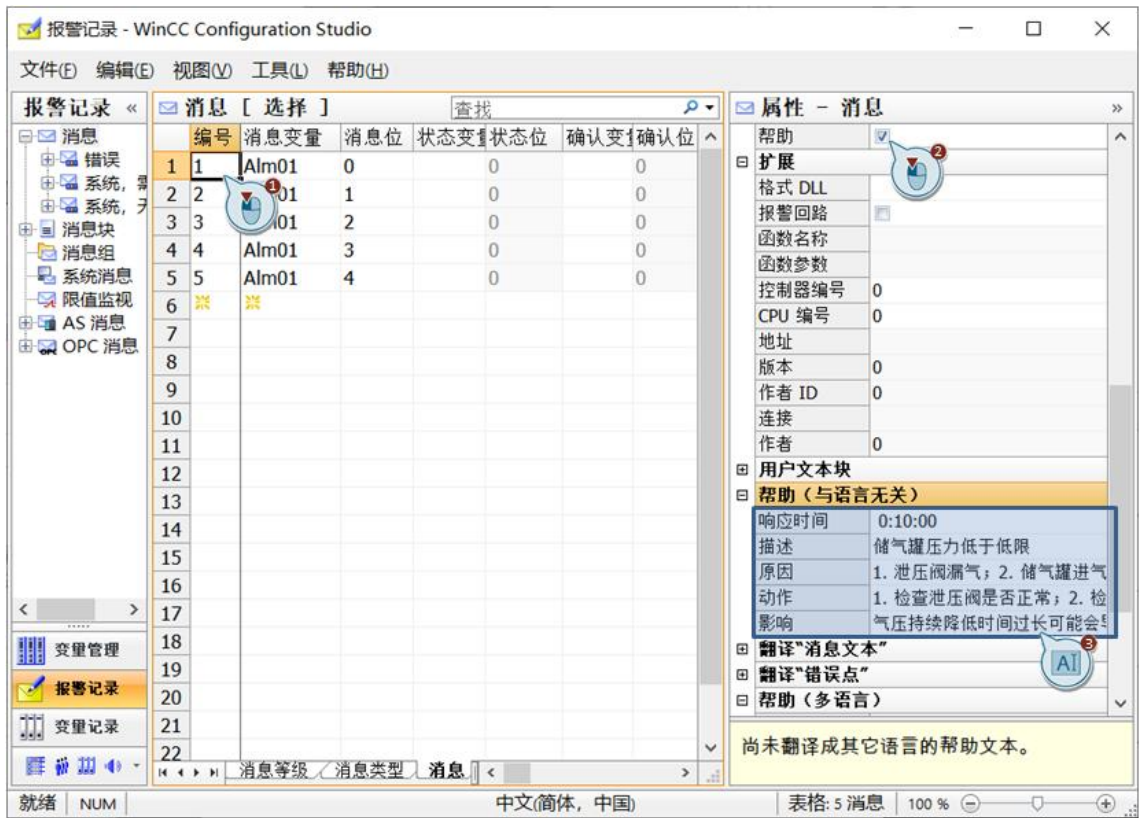 报警记录 - WinCC Configuration Studio
文件(F) 编辑(E) 视图(V) 工具(L) 帮助(H)
报警记录 «
消息
错误
系统,
系统,
消息块
消息组
系统消息
限值监视
AS 消息
OPC 消息
变量管理
报警记录
变量记录
消息 [ 选择 ]
查找
编号 消息变量 消息位 状态变量 状态位 确认变量 确认位
1 1 Alm01 0 0 0
2 2 01 1 0 0
3 3 01 2 0 0
4 4 Alm01 3 0 0
5 5 Alm01 4 0 0
6
7
8
9
10
11
12
13
14
15
16
17
18
19
20
21
22
消息等级 消息类型 消息
属性 - 消息 »
帮助
扩展
格式 DLL
报警回路
函数名称
函数参数
控制器编号 0
CPU 编号 0
地址
版本 0
作者 ID 0
连接
作者 0
用户文本块
帮助（与语言无关）
响应时间 0:10:00
描述 储气罐压力低于低限
原因 1. 泄压阀漏气；2. 储气罐进气
动作 1. 检查泄压阀是否正常；2. 检
影响 气压持续降低时间过长可能会
翻译“消息文本”
翻译“错误点”
帮助（多语言）
尚未翻译成其它语言的帮助文本。
1
2
3
AI
就绪 NUM 中文(简体，中国) 表格: 5 消息 100 %